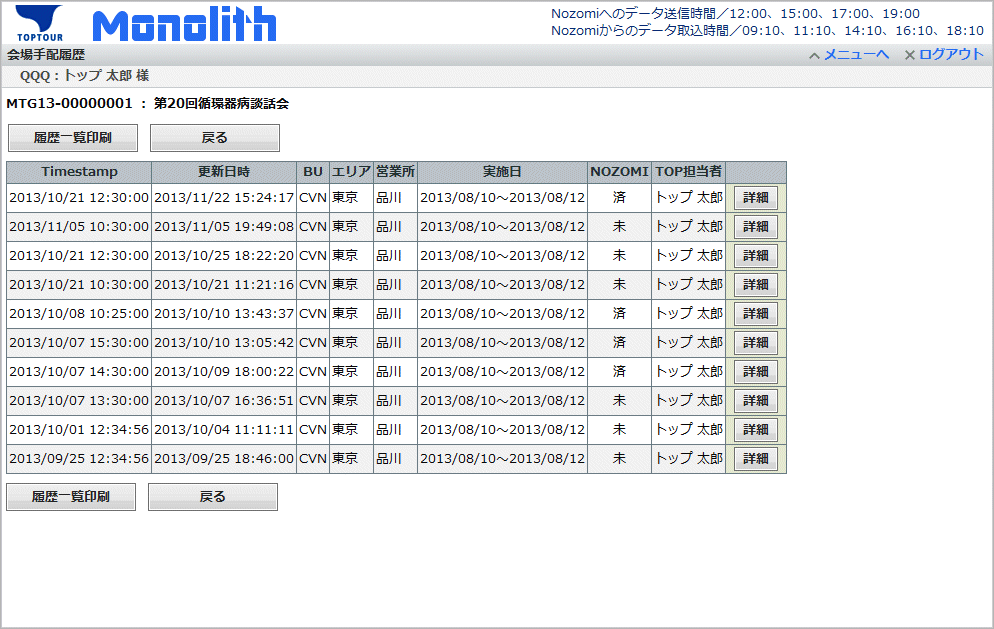 TOPTOUR
Monolith
Nozomiへのデータ送信時間／12:00、15:00、17:00、19:00
Nozomiからのデータ取込時間／09:10、11:10、14:10、16:10、18:10
会場手配履歴 メニューへ ログアウト
QQQ：トップ 太郎 様
MTG13-00000001 ： 第20回循環器病談話会
履歴一覧印刷 戻る
Timestamp 更新日時 BU エリア 営業所 実施日 NOZOMI TOP担当者
2013/10/21 12:30:00 2013/11/22 15:24:17 CVN 東京 品川 2013/08/10～2013/08/12 済 トップ 太郎 詳細
2013/11/05 10:30:00 2013/11/05 19:49:08 CVN 東京 品川 2013/08/10～2013/08/12 未 トップ 太郎 詳細
2013/10/21 12:30:00 2013/10/25 18:22:20 CVN 東京 品川 2013/08/10～2013/08/12 未 トップ 太郎 詳細
2013/10/21 10:30:00 2013/10/21 11:21:16 CVN 東京 品川 2013/08/10～2013/08/12 未 トップ 太郎 詳細
2013/10/08 10:25:00 2013/10/10 13:43:37 CVN 東京 品川 2013/08/10～2013/08/12 済 トップ 太郎 詳細
2013/10/07 15:30:00 2013/10/10 13:05:42 CVN 東京 品川 2013/08/10～2013/08/12 済 トップ 太郎 詳細
2013/10/07 14:30:00 2013/10/09 18:00:22 CVN 東京 品川 2013/08/10～2013/08/12 済 トップ 太郎 詳細
2013/10/07 13:30:00 2013/10/07 16:36:51 CVN 東京 品川 2013/08/10～2013/08/12 未 トップ 太郎 詳細
2013/10/01 12:34:56 2013/10/04 11:11:11 CVN 東京 品川 2013/08/10～2013/08/12 未 トップ 太郎 詳細
2013/09/25 12:34:56 2013/09/25 18:46:00 CVN 東京 品川 2013/08/10～2013/08/12 未 トップ 太郎 詳細
履歴一覧印刷 戻る